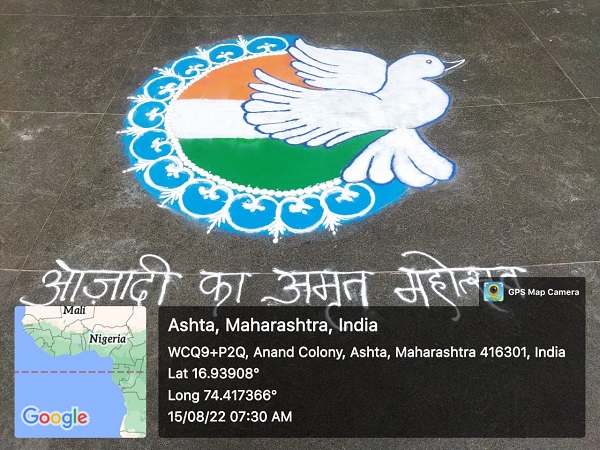 आज़ादी का अमृत महोत्सव
GPS Map Camera
Mali
Nigeria
Google
Ashta, Maharashtra, India
WCQ9+P2Q, Anand Colony, Ashta, Maharashtra 416301, India
Lat 16.93908°
Long 74.417366°
15/08/22 07:30 AM